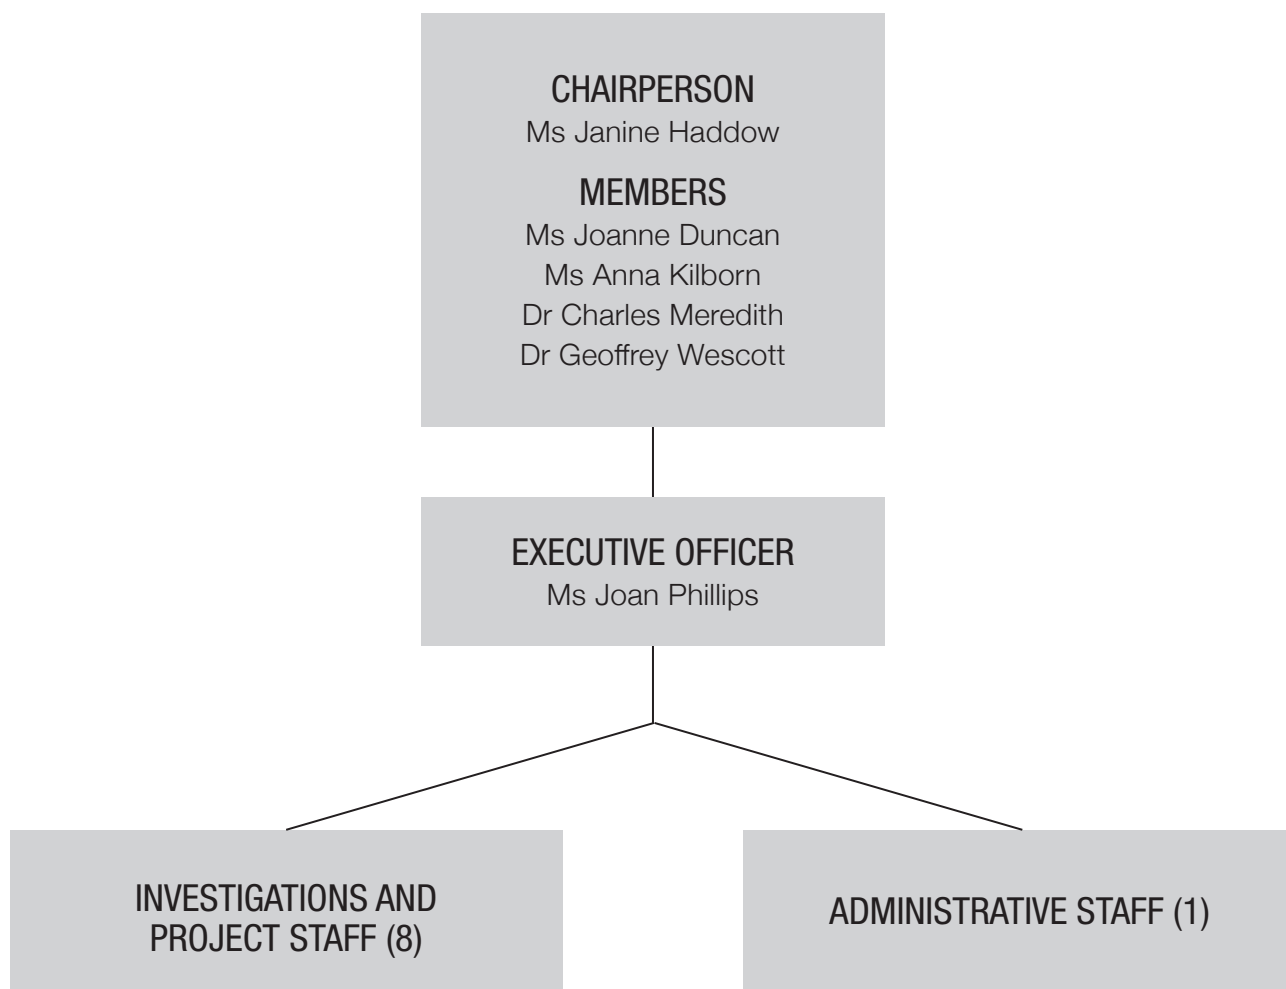 CHAIRPERSON
Ms Janine Haddow
MEMBERS
Ms Joanne Duncan
Ms Anna Kilborn
Dr Charles Meredith
Dr Geoffrey Wescott
EXECUTIVE OFFICER
Ms Joan Phillips
INVESTIGATIONS AND
PROJECT STAFF (8)
ADMINISTRATIVE STAFF (1)